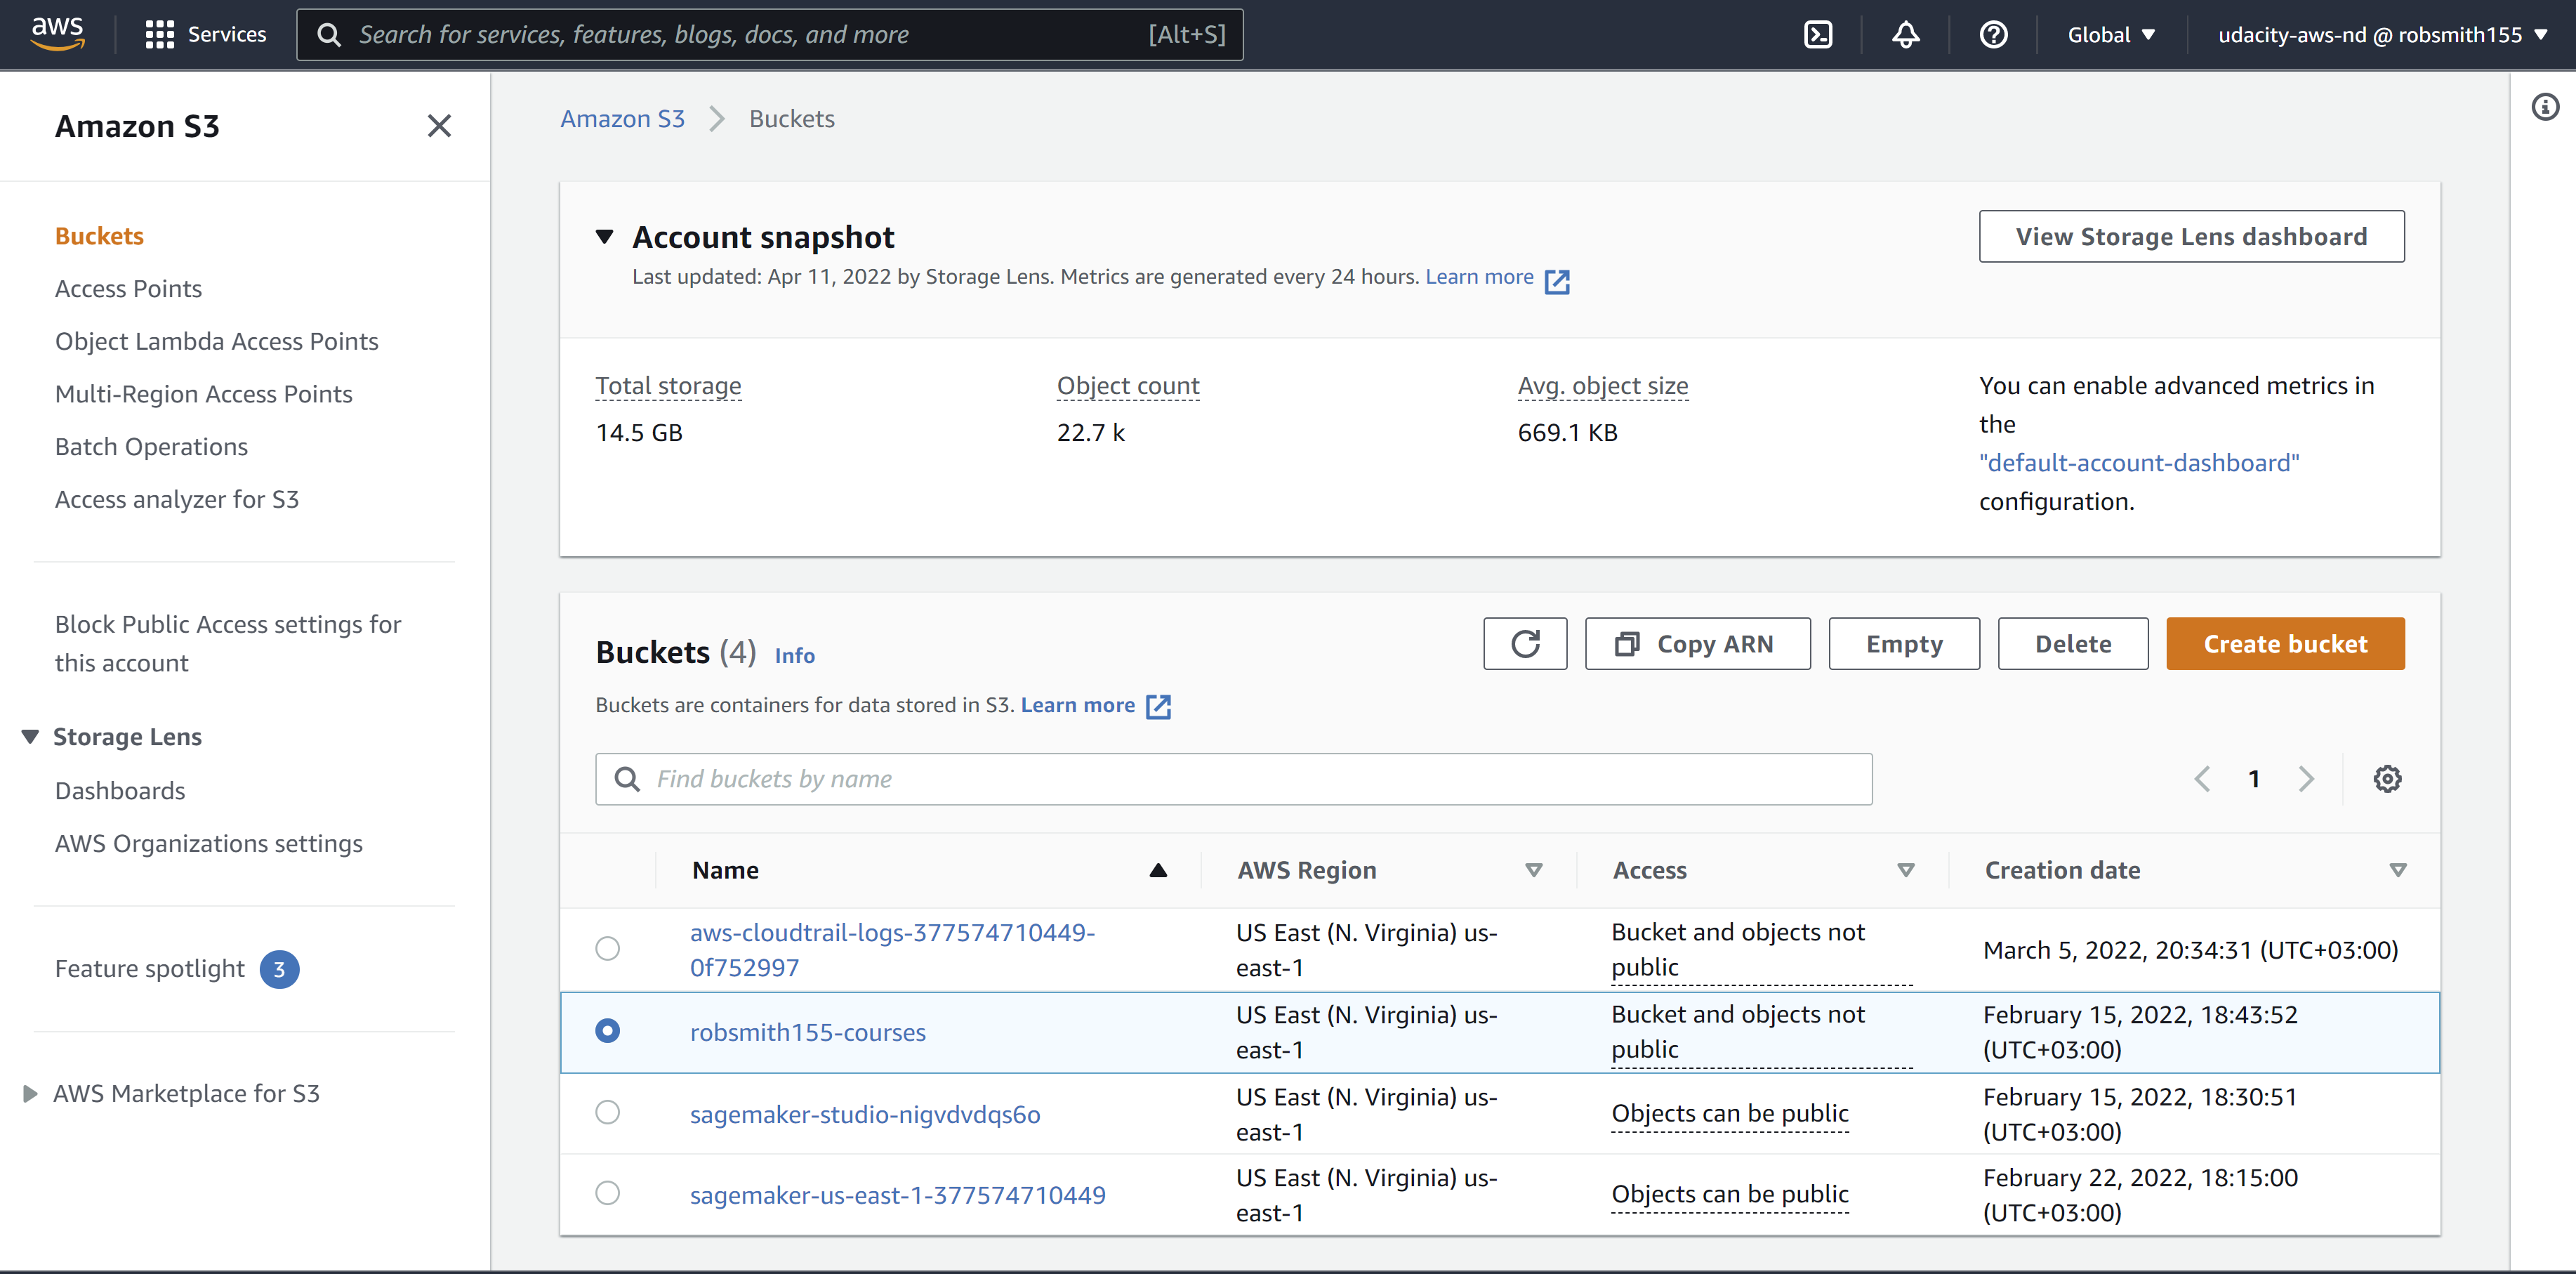 aws
Services
Search for services, features, blogs, docs, and more
[Alt+S]
Global
udacity-aws-nd @ robsmith155
Amazon S3
Buckets
Access Points
Object Lambda Access Points
Multi-Region Access Points
Batch Operations
Access analyzer for S3
Block Public Access settings for
this account
Storage Lens
Dashboards
AWS Organizations settings
Feature spotlight 3
AWS Marketplace for S3
Amazon S3
Buckets
Account snapshot
Last updated: Apr 11, 2022 by Storage Lens. Metrics are generated every 24 hours. Learn more
View Storage Lens dashboard
Total storage
14.5 GB
Object count
22.7 k
Avg. object size
669.1 KB
You can enable advanced metrics in
the
"default-account-dashboard"
configuration.
Buckets (4) Info
Buckets are containers for data stored in S3. Learn more
Copy ARN
Empty
Delete
Create bucket
Find buckets by name
1
Name
AWS Region
Access
Creation date
aws-cloudtrail-logs-377574710449-
0f752997
US East (N. Virginia) us-
east-1
Bucket and objects not
public
March 5, 2022, 20:34:31 (UTC+03:00)
robsmith155-courses
US East (N. Virginia) us-
east-1
Bucket and objects not
public
February 15, 2022, 18:43:52
(UTC+03:00)
sagemaker-studio-nigvdvdqs6o
US East (N. Virginia) us-
east-1
Objects can be public
February 15, 2022, 18:30:51
(UTC+03:00)
sagemaker-us-east-1-377574710449
US East (N. Virginia) us-
east-1
Objects can be public
February 22, 2022, 18:15:00
(UTC+03:00)